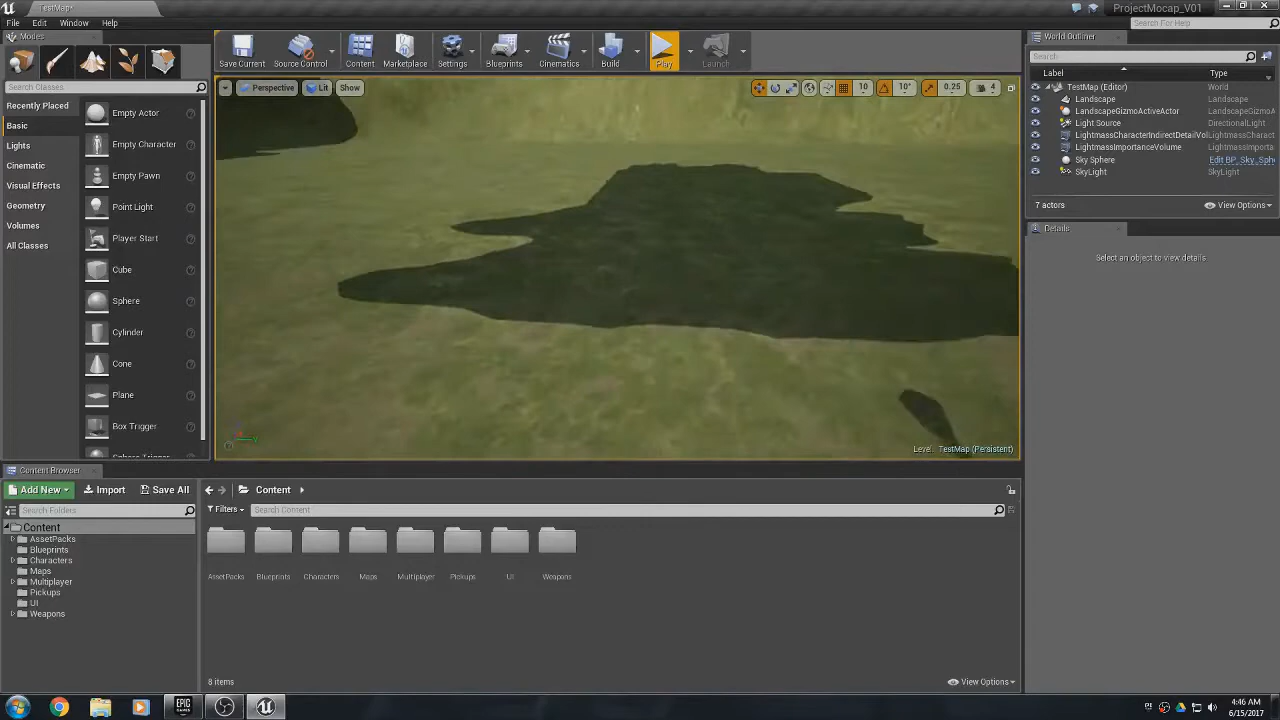 TestMap*
ProjectMocap_V01
File Edit Window Help
Search For Help
Modes
Search Classes
Recently Placed
Basic
Lights
Cinematic
Visual Effects
Geometry
Volumes
All Classes
Empty Actor
Empty Character
Empty Pawn
Point Light
Player Start
Cube
Sphere
Cylinder
Cone
Plane
Box Trigger
Sphere Trigger
Save Current Source Control Content Marketplace Settings Blueprints Cinematics Build Play Launch
Perspective Lit Show
10 10° 0.25 4
Level: TestMap (Persistent)
World Outliner
Search
Label Type
TestMap (Editor) World
Landscape Landscape
LandscapeGizmoActiveActor LandscapeGizmoA
Light Source DirectionalLight
LightmassCharacterIndirectDetailVol LightmassCharact
LightmassImportanceVolume LightmassImporta
Sky Sphere Edit BP_Sky_Sph
SkyLight SkyLight
7 actors View Options
Details
Select an object to view details.
Content Browser
Add New Import Save All
Content
Search Folders
Filters Search Content
Content
AssetPacks
Blueprints
Characters
Maps
Multiplayer
Pickups
UI
Weapons
AssetPacks Blueprints Characters Maps Multiplayer Pickups UI Weapons
8 items View Options
EPIC GAMES
4:46 AM
6/15/2017